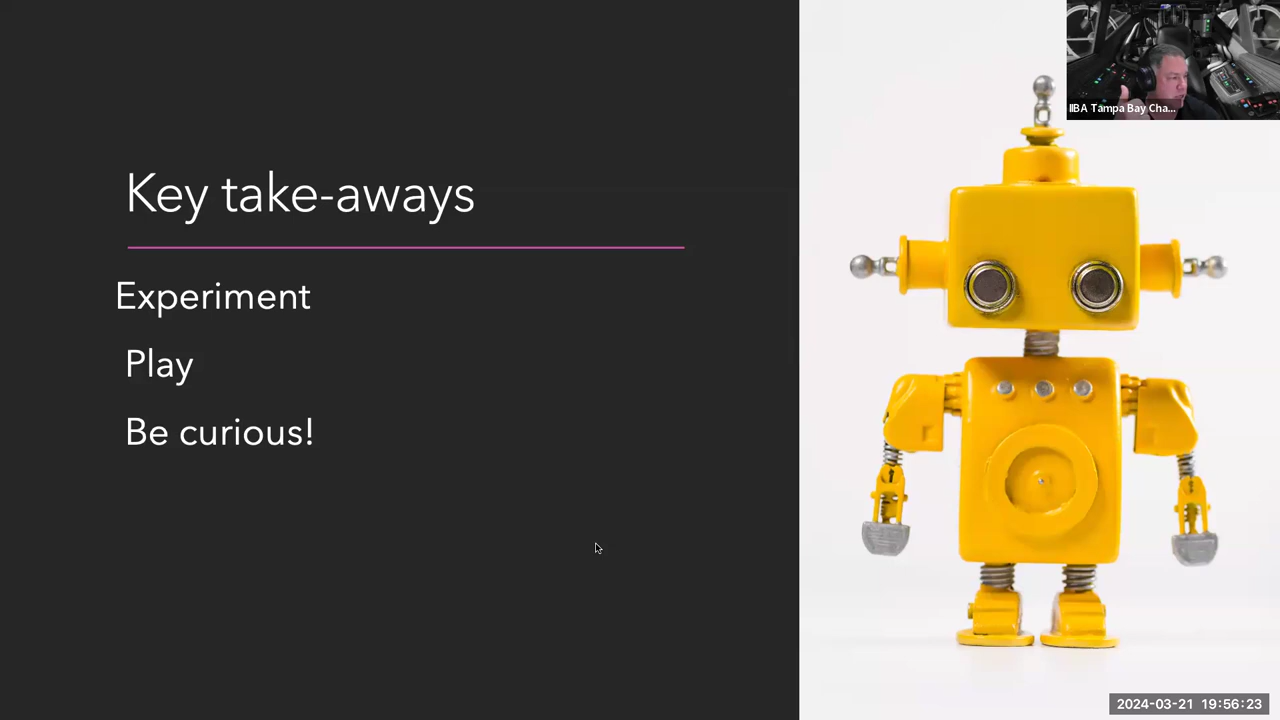 IIBA Tampa Bay Cha...
Key take-aways
Experiment
Play
Be curious!
2024-03-21 19:56:23